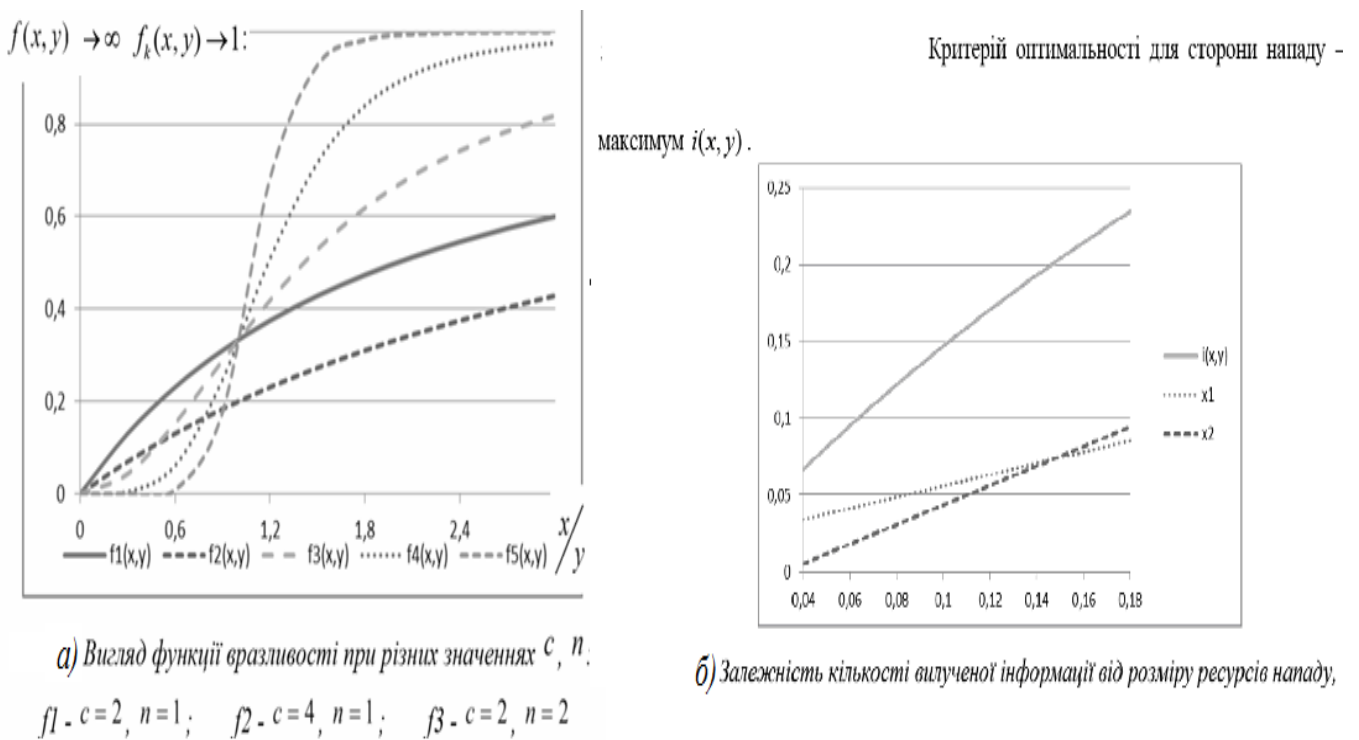 f(x, y) →∞ f_k(x, y)→1:
0,8
0,6
0,4
0,2
0
0 0,6 1,2 1,8 2,4 x/y
f1(x,y) f2(x,y) f3(x,y) f4(x,y) f5(x,y)
а) Вигляд функції вразливості при різних значеннях c, n:
f1 - c = 2, n = 1; f2 - c = 4, n = 1; f3 - c = 2, n = 2
Критерій оптимальності для сторони нападу –
максимум i(x, y).
0,25
0,2
0,15
0,1
0,05
0
0,04 0,06 0,08 0,1 0,12 0,14 0,16 0,18
i(x,y)
x1
x2
б) Залежність кількості вилученої інформації від розміру ресурсів нападу,